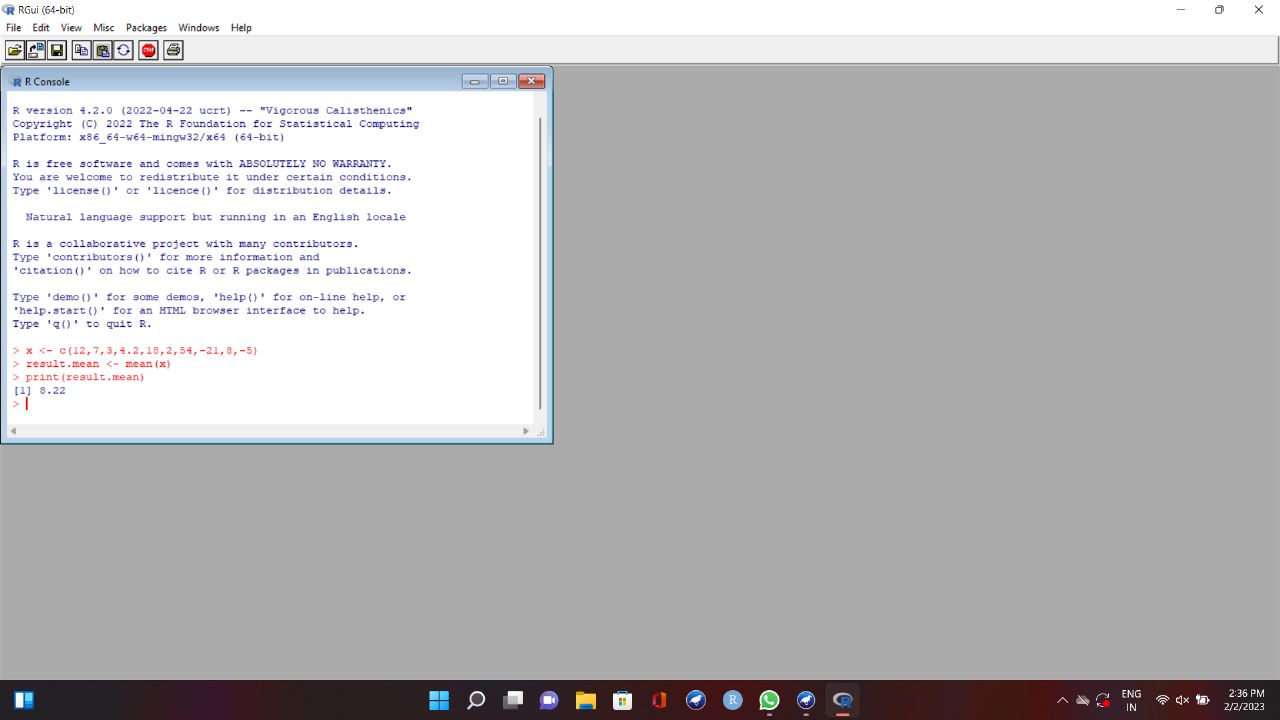 RGui (64-bit)
File Edit View Misc Packages Windows Help
STOP
R Console
R version 4.2.0 (2022-04-22 ucrt) -- "Vigorous Calisthenics"
Copyright (C) 2022 The R Foundation for Statistical Computing
Platform: x86_64-w64-mingw32/x64 (64-bit)
R is free software and comes with ABSOLUTELY NO WARRANTY.
You are welcome to redistribute it under certain conditions.
Type 'license()' or 'licence()' for distribution details.
Natural language support but running in an English locale
R is a collaborative project with many contributors.
Type 'contributors()' for more information and
'citation()' on how to cite R or R packages in publications.
Type 'demo()' for some demos, 'help()' for on-line help, or
'help.start()' for an HTML browser interface to help.
Type 'q()' to quit R.
> x <- c(12,7,3,4.2,18,2,54,-21,8,-5)
> result.mean <- mean(x)
> print(result.mean)
[1] 8.22
>
ENG
IN
2:36 PM
2/2/2023